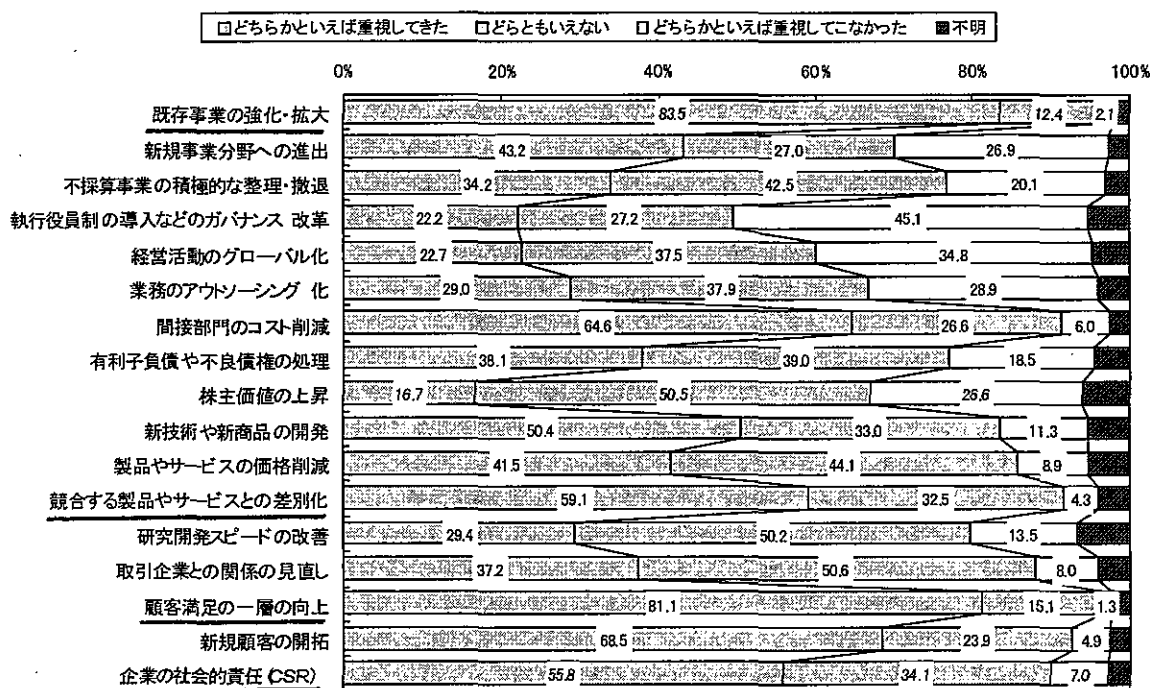 どちらかといえば重視してきた どらともいえない どちらかといえば重視してこなかった 不明
0% 20% 40% 60% 80% 100%
既存事業の強化・拡大 83.5 12.4 2.1
新規事業分野への進出 43.2 27.0 26.9
不採算事業の積極的な整理・撤退 34.2 42.5 20.1
執行役員制の導入などのガバナンス 改革 22.2 27.2 45.1
経営活動のグローバル化 22.7 37.5 34.8
業務のアウトソーシング 化 29.0 37.9 28.9
間接部門のコスト削減 64.6 26.6 6.0
有利子負債や不良債権の処理 38.1 39.0 18.5
株主価値の上昇 16.7 50.5 26.6
新技術や新商品の開発 50.4 33.0 11.3
製品やサービスの価格削減 41.5 44.1 8.9
競合する製品やサービスとの差別化 59.1 32.5 4.3
研究開発スピードの改善 29.4 50.2 13.5
取引企業との関係の見直し 37.2 50.6 8.0
顧客満足の一層の向上 81.1 15.1 1.3
新規顧客の開拓 68.5 23.9 4.9
企業の社会的責任 (CSR) 55.8 34.1 7.0